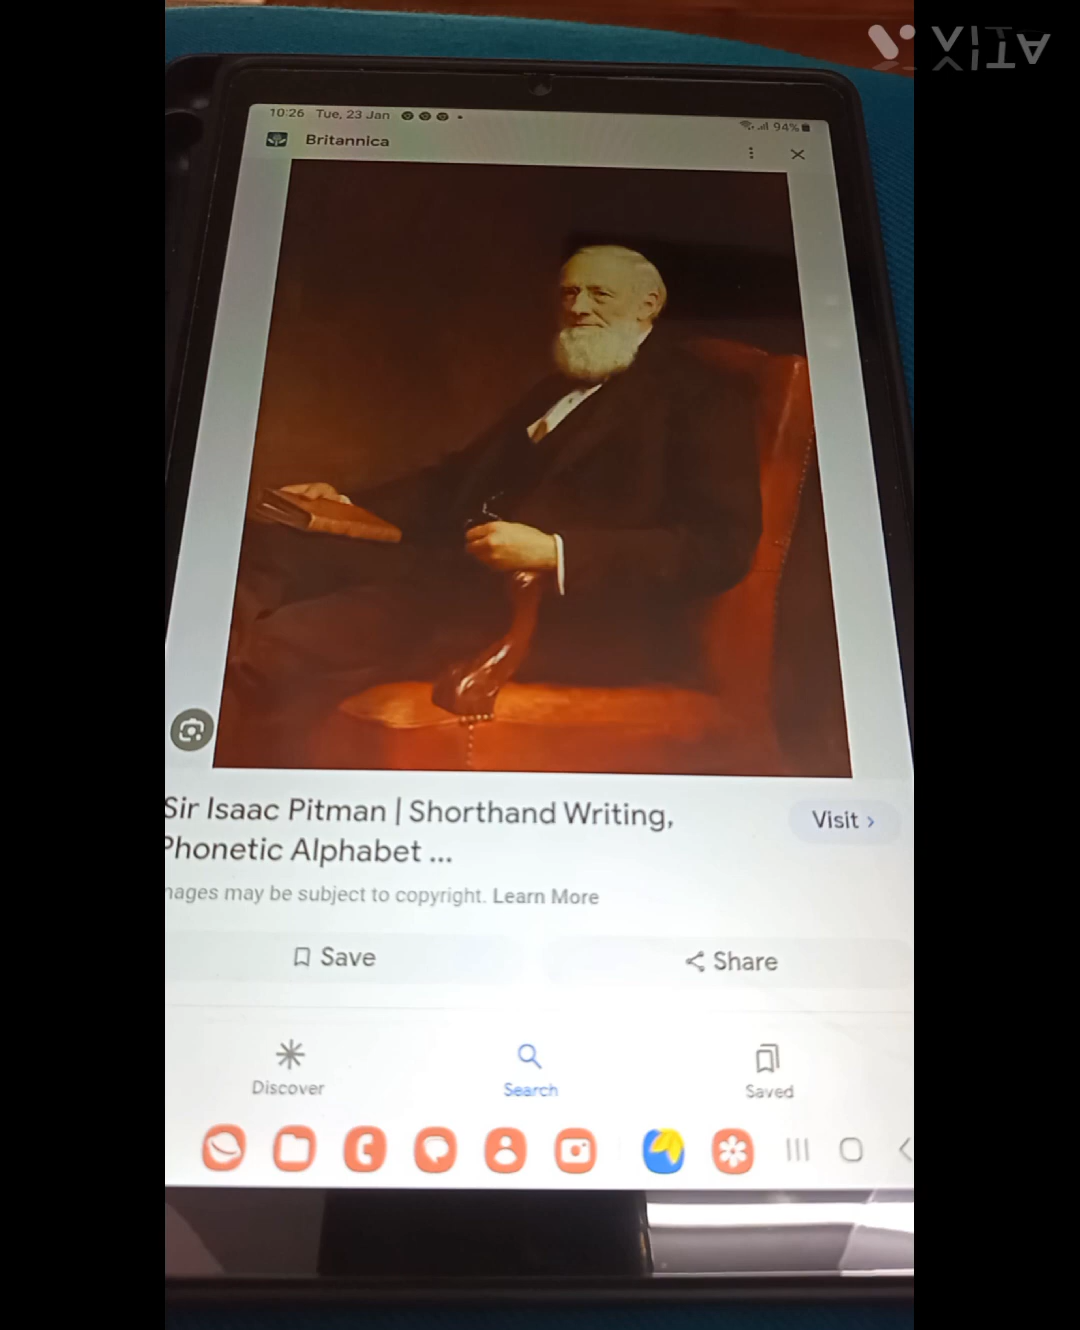 VITA
10:26 Tue, 23 Jan
94%
Britannica
Sir Isaac Pitman | Shorthand Writing,
Phonetic Alphabet ...
Visit >
mages may be subject to copyright. Learn More
Save
Share
Discover
Search
Saved